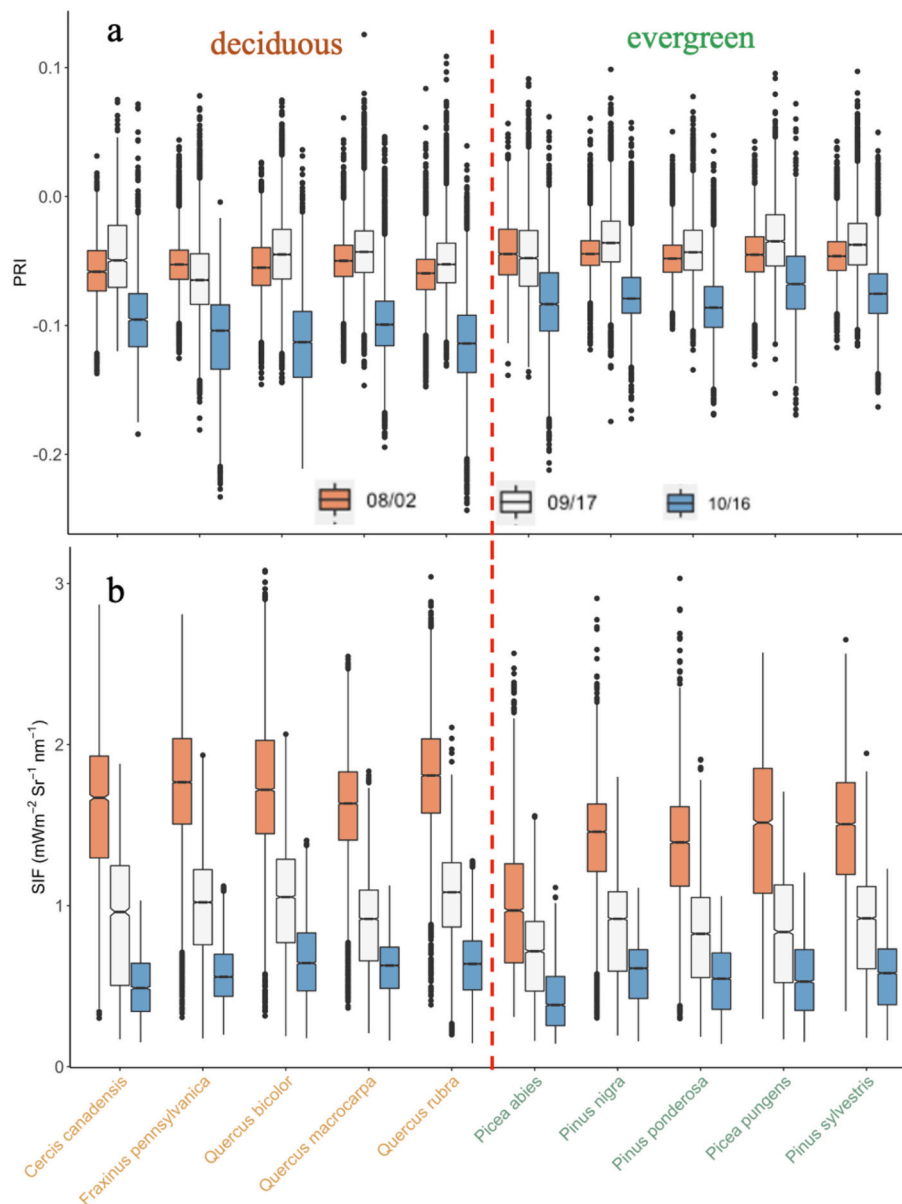 a
deciduous
evergreen
0.1
0.0
-0.1
-0.2
PRI
08/02
09/17
10/16
b
3
2
1
0
SIF (mWm⁻² Sr⁻¹ nm⁻¹)
Cercis canadensis
Fraxinus pennsylvanica
Quercus bicolor
Quercus macrocarpa
Quercus rubra
Picea abies
Pinus nigra
Pinus ponderosa
Picea pungens
Pinus sylvestris